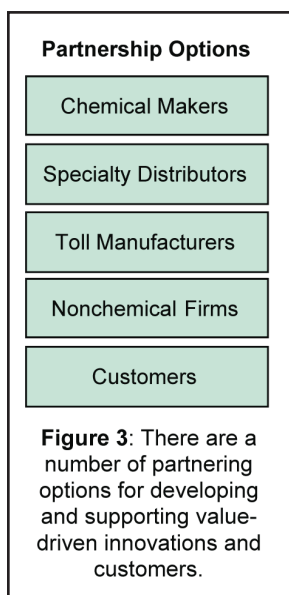 Partnership Options
Chemical Makers
Specialty Distributors
Toll Manufacturers
Nonchemical Firms
Customers
Figure 3: There are a
number of partnering
options for developing
and supporting value-
driven innovations and
customers.